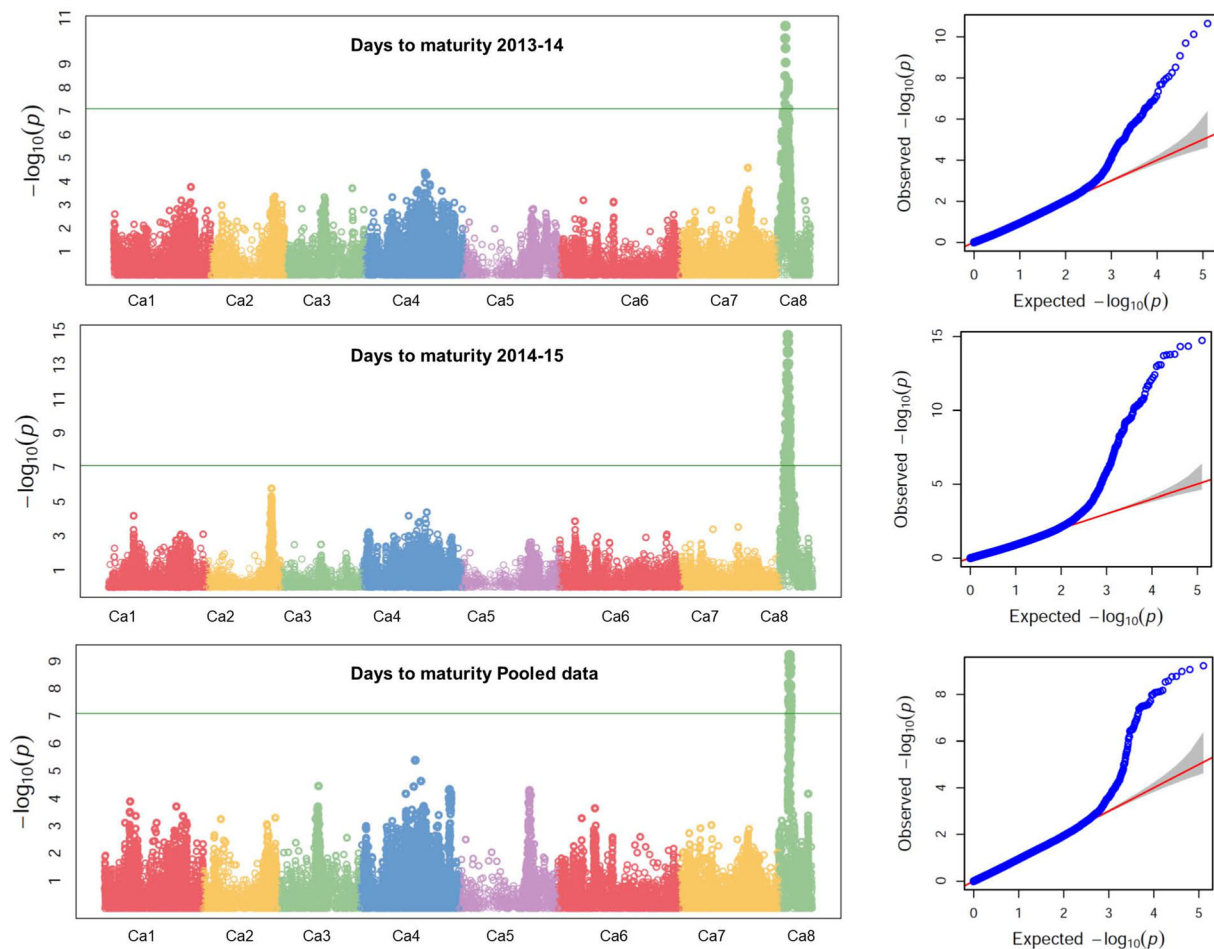 Days to maturity 2013-14
−log₁₀(p)
11
9
8
7
6
5
4
3
2
1
Ca1 Ca2 Ca3 Ca4 Ca5 Ca6 Ca7 Ca8
Observed −log₁₀(p)
10
8
6
4
2
0
0 1 2 3 4 5
Expected −log₁₀(p)
Days to maturity 2014-15
−log₁₀(p)
15
13
11
9
7
5
3
1
Ca1 Ca2 Ca3 Ca4 Ca5 Ca6 Ca7 Ca8
Observed −log₁₀(p)
15
10
5
0
0 1 2 3 4 5
Expected −log₁₀(p)
Days to maturity Pooled data
−log₁₀(p)
9
8
7
6
5
4
3
2
1
Ca1 Ca2 Ca3 Ca4 Ca5 Ca6 Ca7 Ca8
Observed −log₁₀(p)
8
6
4
2
0
0 1 2 3 4 5
Expected −log₁₀(p)